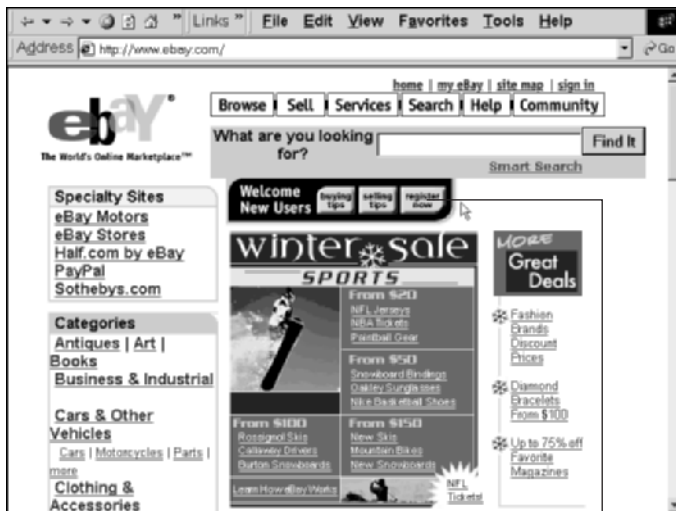 Links File Edit View Favorites Tools Help
Address http://www.ebay.com/ Go
home | my eBay | site map | sign in
ebaY®
The World's Online Marketplace™
Browse Sell Services Search Help Community
What are you looking for? Find It
Smart Search
Welcome New Users buying tips selling tips register now
Specialty Sites
eBay Motors
eBay Stores
Half.com by eBay
PayPal
Sothebys.com
Categories
Antiques | Art |
Books
Business & Industrial
Cars & Other
Vehicles
Cars | Motorcycles | Parts |
more
Clothing &
Accessories
winter sale
SPORTS
From $20
NFL Jerseys
NBA Tickets
Paintball Gear
From $50
Snowboard Bindings
Oakley Sunglasses
Nike Basketball Shoes
From $100
Rossignol Skis
Callaway Drivers
Burton Snowboards
From $150
New Skis
Mountain Bikes
New Snowboards
Learn How eBay Works
NFL
Tickets!
MORE
Great
Deals
Fashion
Brands
Discount
Prices
Diamond
Bracelets
From $100
Up to 75% off
Favorite
Magazines